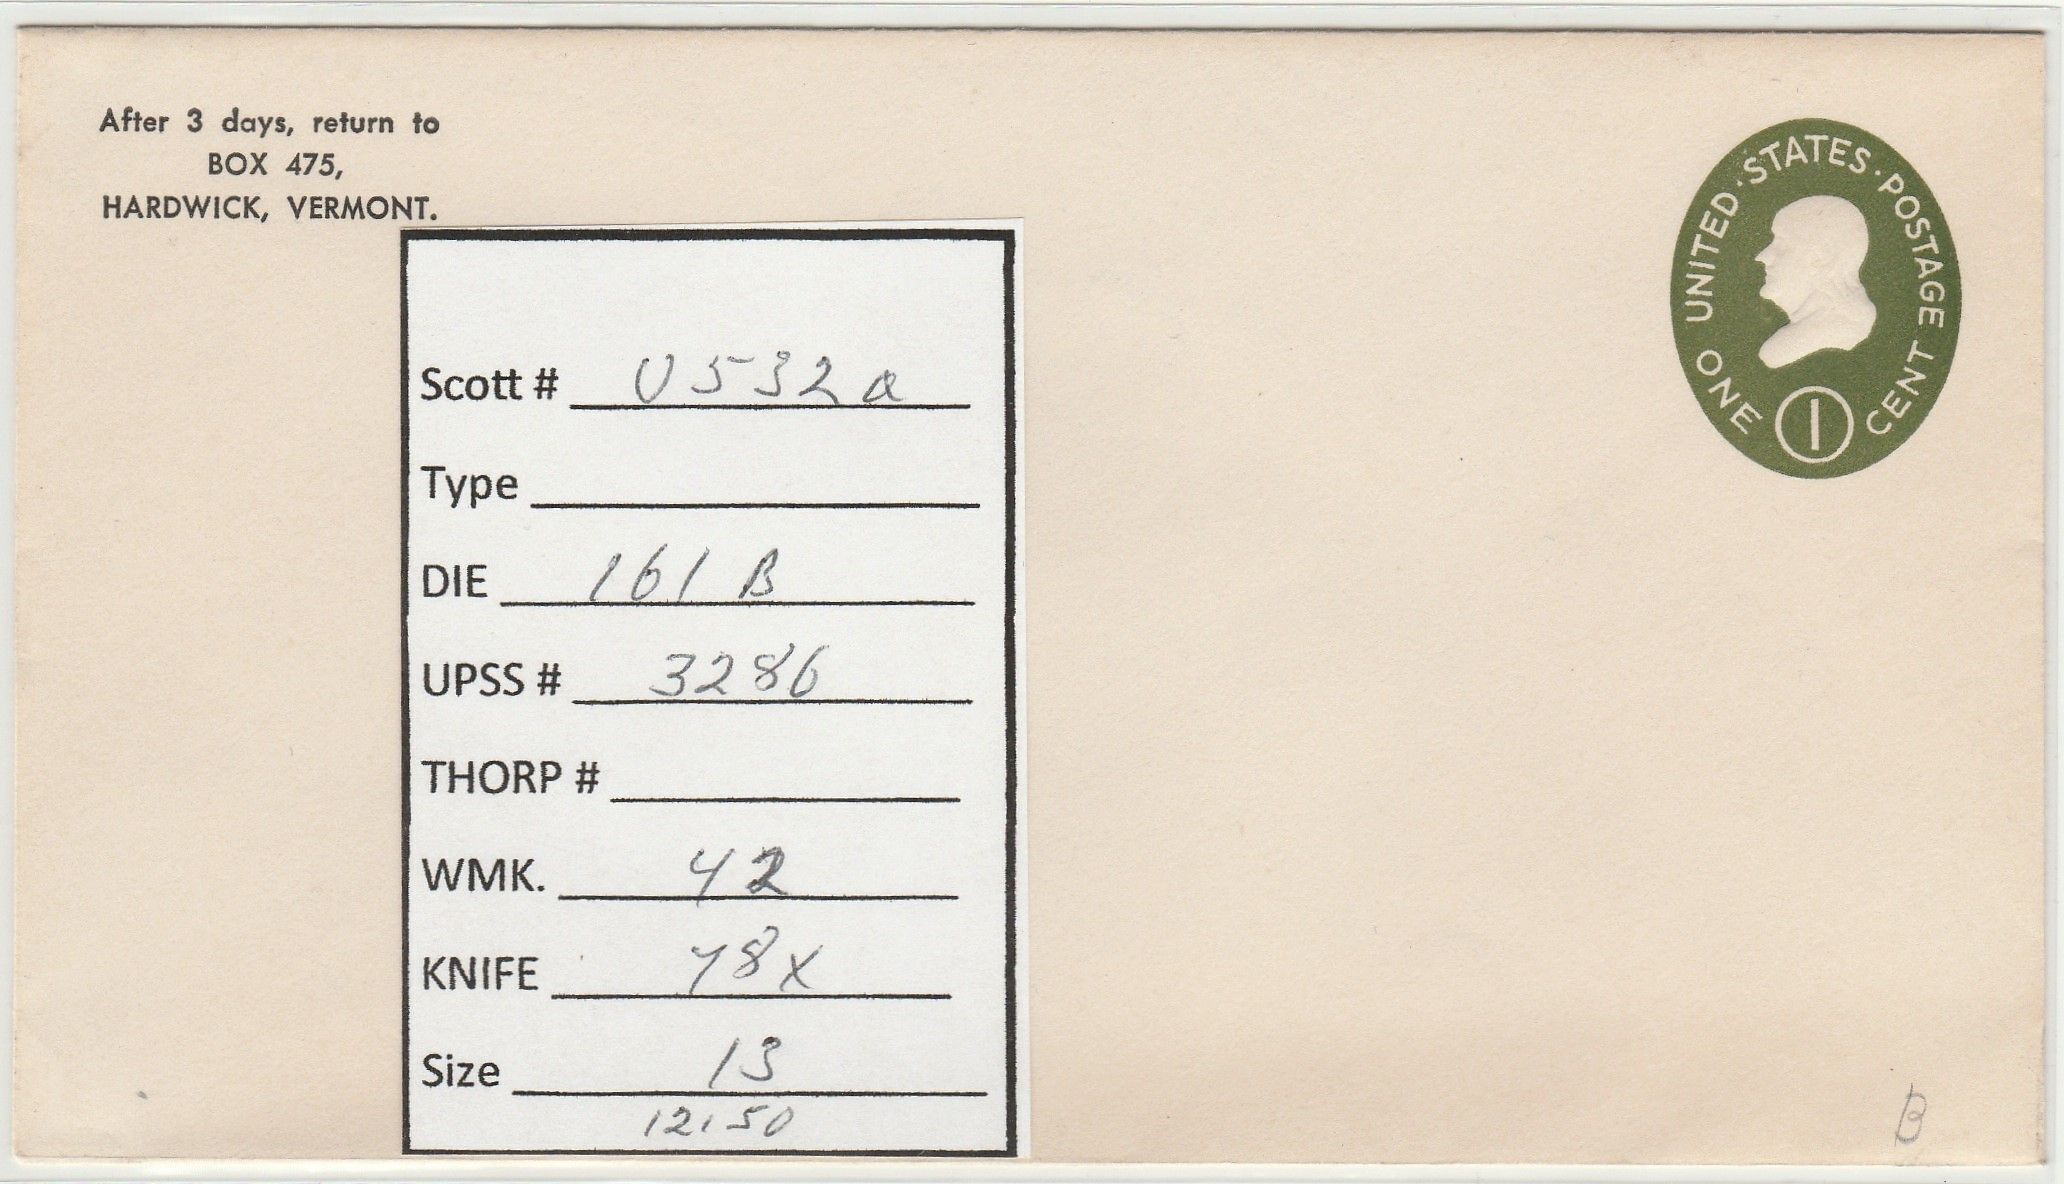 After 3 days, return to
BOX 475,
HARDWICK, VERMONT.
UNITED · STATES · POSTAGE
ONE 1 CENT
Scott # U532a
Type
DIE 161 B
UPSS # 3286
THORP #
WMK. 42
KNIFE 78X
Size 13
12.50
B